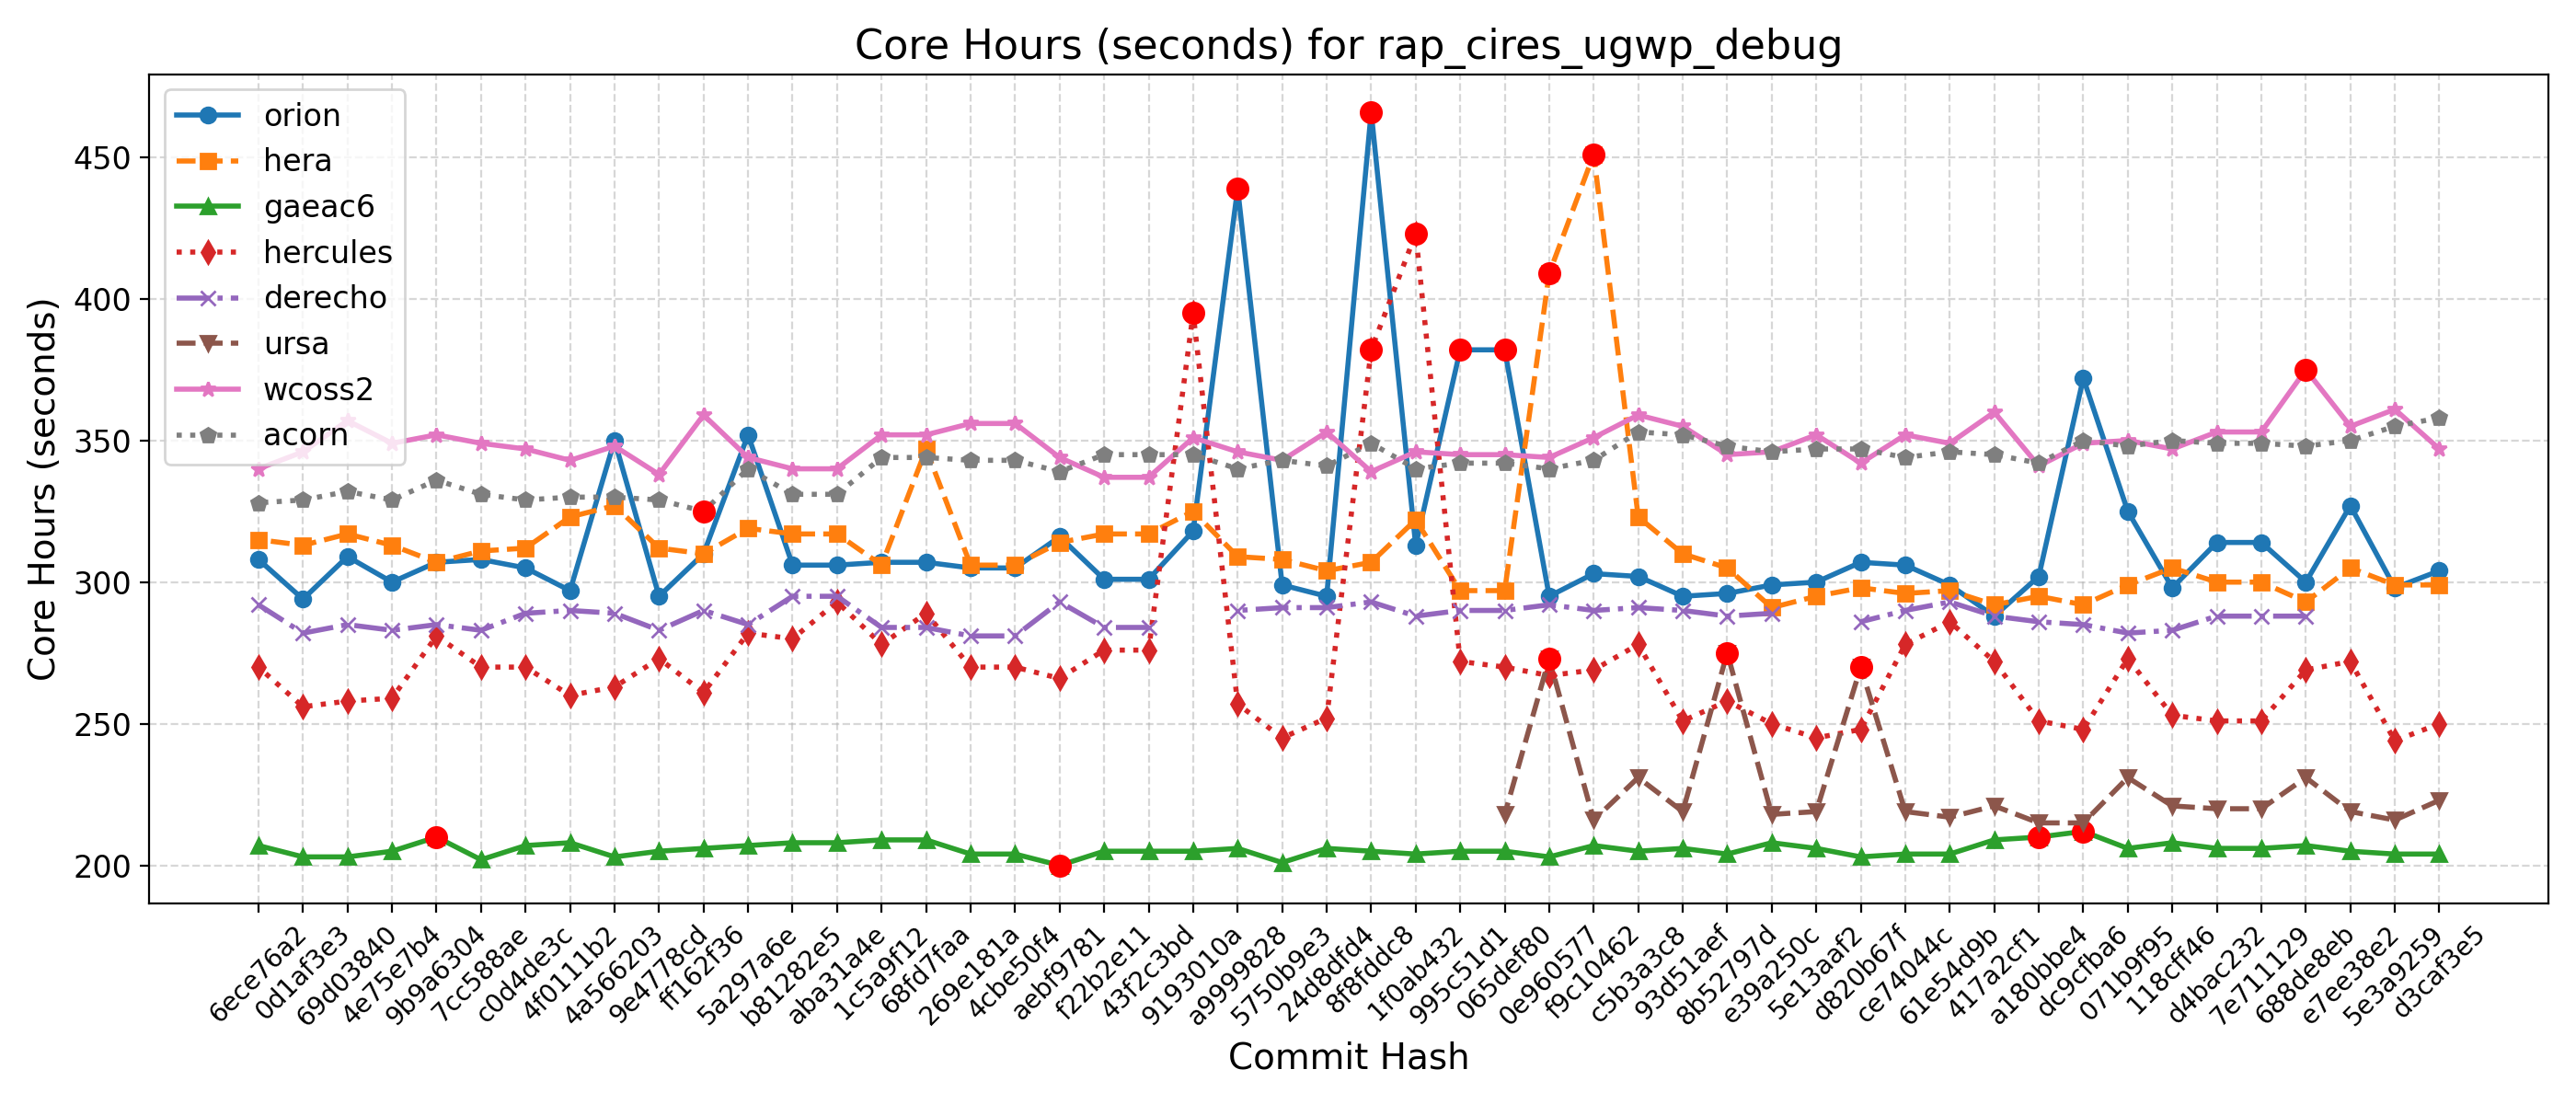 Core Hours (seconds) for rap_cires_ugwp_debug
Core Hours (seconds)
450
400
350
300
250
200
orion
hera
gaeac6
hercules
derecho
ursa
wcoss2
acorn
6ece76a2
0d1af3e3
69d03840
4e75e7b4
9b9a6304
7cc588ae
c0d4de3c
4f0111b2
4a566203
9e4778cd
ff162f36
5a297a6e
b81282e5
aba31a4e
1c5a9f12
68fd7faa
269e181a
4cbe50f4
aebf9781
f22b2e11
43f2c3bd
9193010a
a9999828
5750b9e3
24d8dfd4
8f8fddc8
1f0ab432
995c51d1
065def80
0e960577
f9c10462
c5b3a3c8
93d51aef
8b52797d
e39a250c
5e13aaf2
d820b67f
ce74044c
61e54d9b
417a2cf1
a180bbe4
dc9cfba6
071b9f95
118cff46
d4bac232
7e711129
688de8eb
e7ee38e2
5e3a9259
d3caf3e5
Commit Hash